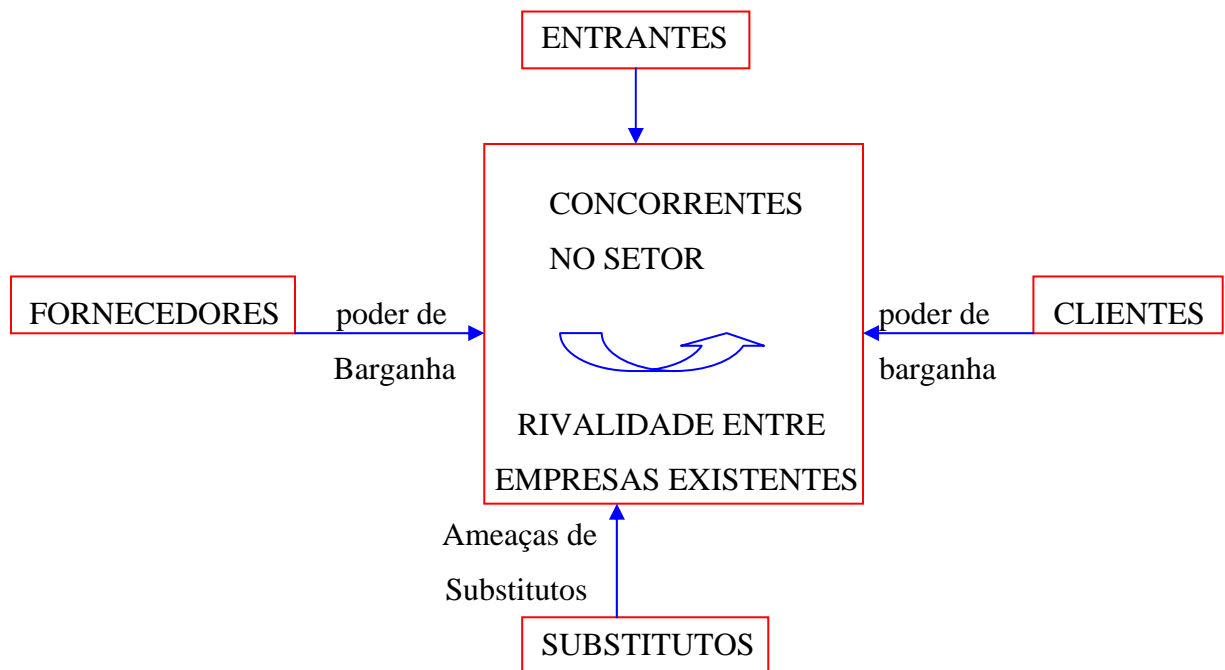 ENTRANTES
CONCORRENTES
NO SETOR
FORNECEDORES
poder de
Barganha
poder de
barganha
CLIENTES
RIVALIDADE ENTRE
EMPRESAS EXISTENTES
Ameaças de
Substitutos
SUBSTITUTOS